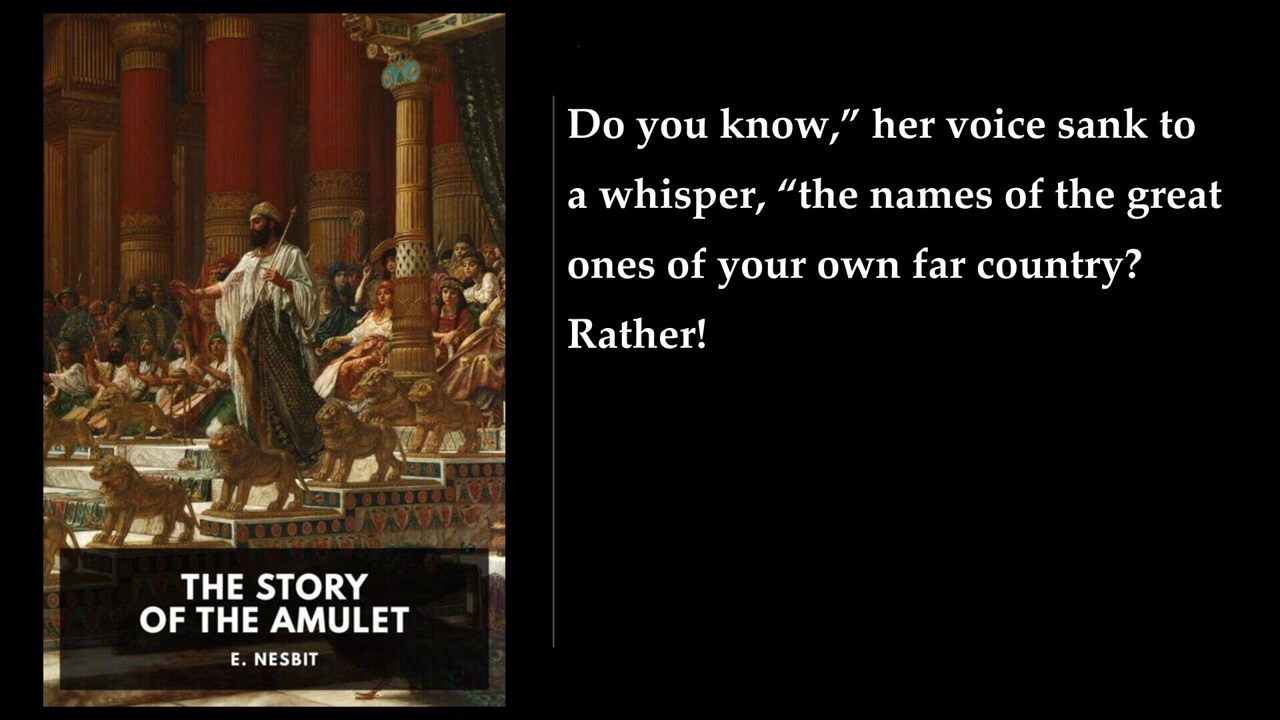 Do you know,” her voice sank to
a whisper, “the names of the great
ones of your own far country?
Rather!
THE STORY
OF THE AMULET
E. NESBIT